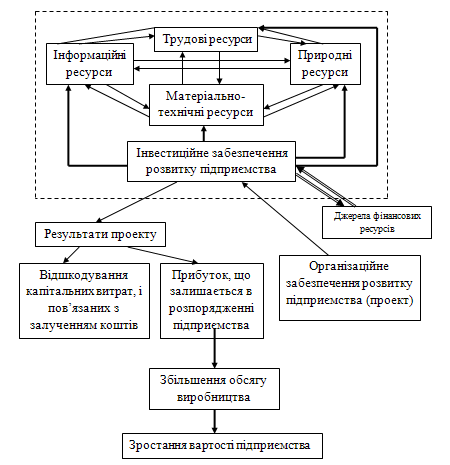 Трудові ресурси
Інформаційні
ресурси
Природні
ресурси
Матеріально-
технічні ресурси
Інвестиційне забезпечення
розвитку підприємства
Джерела фінансових
ресурсів
Результати проекту
Відшкодування
капітальних витрат, і
пов’язаних з
залученням коштів
Прибуток, що
залишається в
розпорядженні
підприємства
Організаційне
забезпечення розвитку
підприємства (проект)
Збільшення обсягу
виробництва
Зростання вартості підприємства